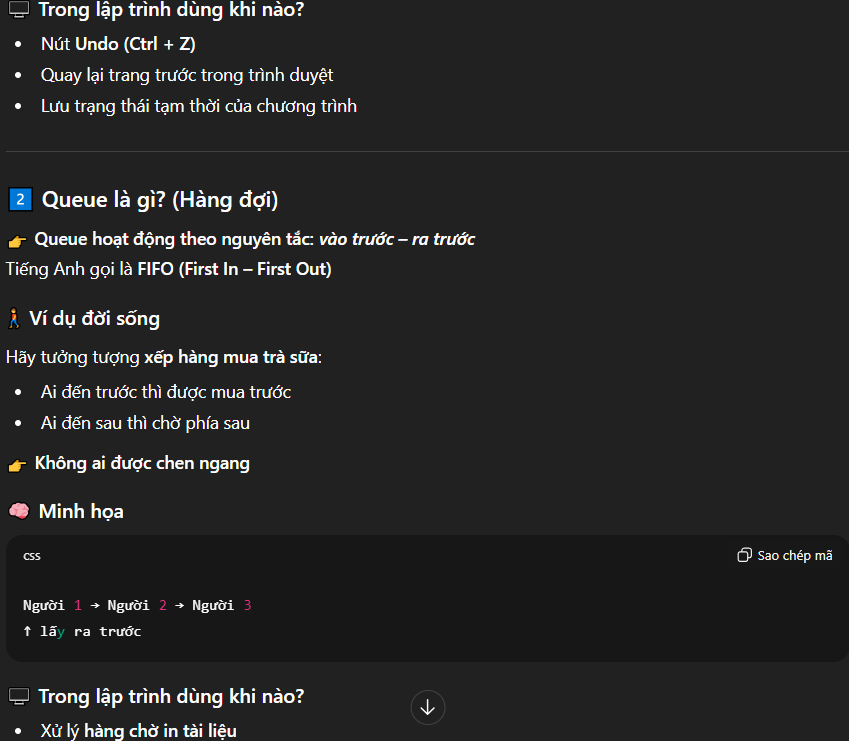 Trong lập trình dùng khi nào?
Nút Undo (Ctrl + Z)
Quay lại trang trước trong trình duyệt
Lưu trạng thái tạm thời của chương trình
2 Queue là gì? (Hàng đợi)
👉 Queue hoạt động theo nguyên tắc: vào trước – ra trước
Tiếng Anh gọi là FIFO (First In – First Out)
Ví dụ đời sống
Hãy tưởng tượng xếp hàng mua trà sữa:
Ai đến trước thì được mua trước
Ai đến sau thì chờ phía sau
👉 Không ai được chen ngang
🧠 Minh họa
css Sao chép mã
Người 1 → Người 2 → Người 3
↑ lấy ra trước
Trong lập trình dùng khi nào?
Xử lý hàng chờ in tài liệu